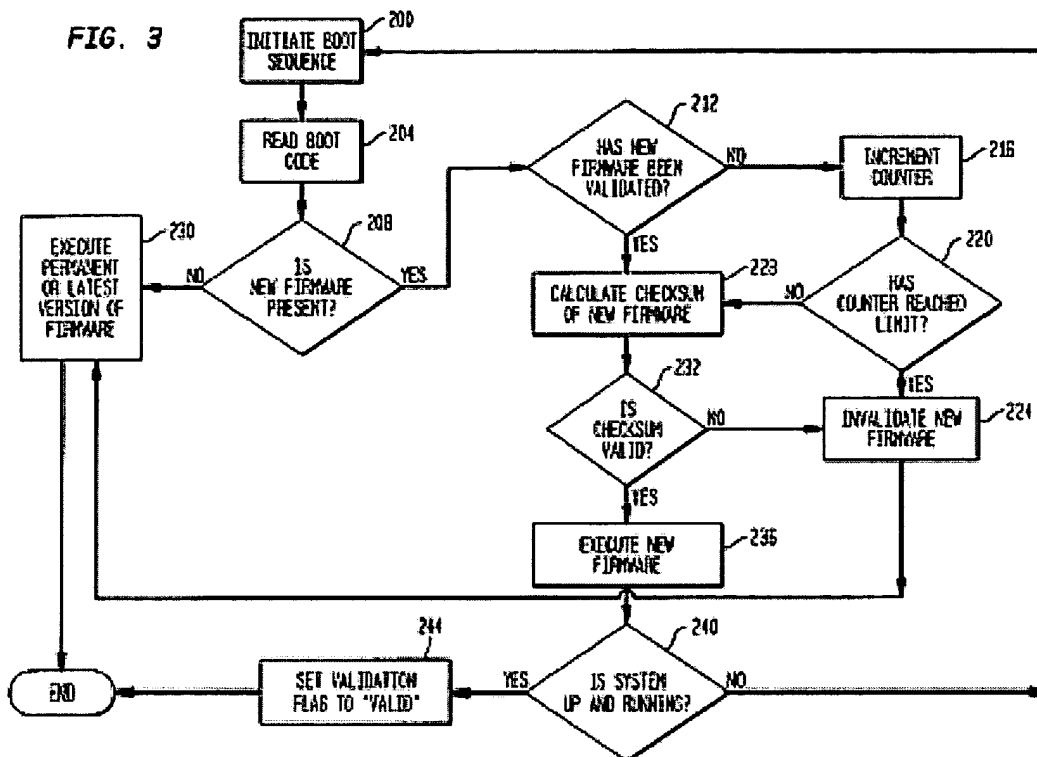 FIG. 3
200
INITIATE BOOT
SEQUENCE
READ BOOT
CODE
204
208
IS
NEW FIRMWARE
PRESENT?
NO
YES
230
EXECUTE
PERMANENT
OR LATEST
VERSION OF
FIRMWARE
212
HAS NEW
FIRMWARE BEEN
VALIDATED?
NO
YES
INCREMENT
COUNTER
216
220
HAS
COUNTER REACHED
LIMIT?
NO
YES
223
CALCULATE CHECKSUM
OF NEW FIRMWARE
232
IS
CHECKSUM
VALID?
NO
YES
INVALIDATE NEW
FIRMWARE
224
EXECUTE NEW
FIRMWARE
236
240
IS SYSTEM
UP AND RUNNING?
YES
NO
244
SET VALIDATION
FLAG TO "VALID"
END